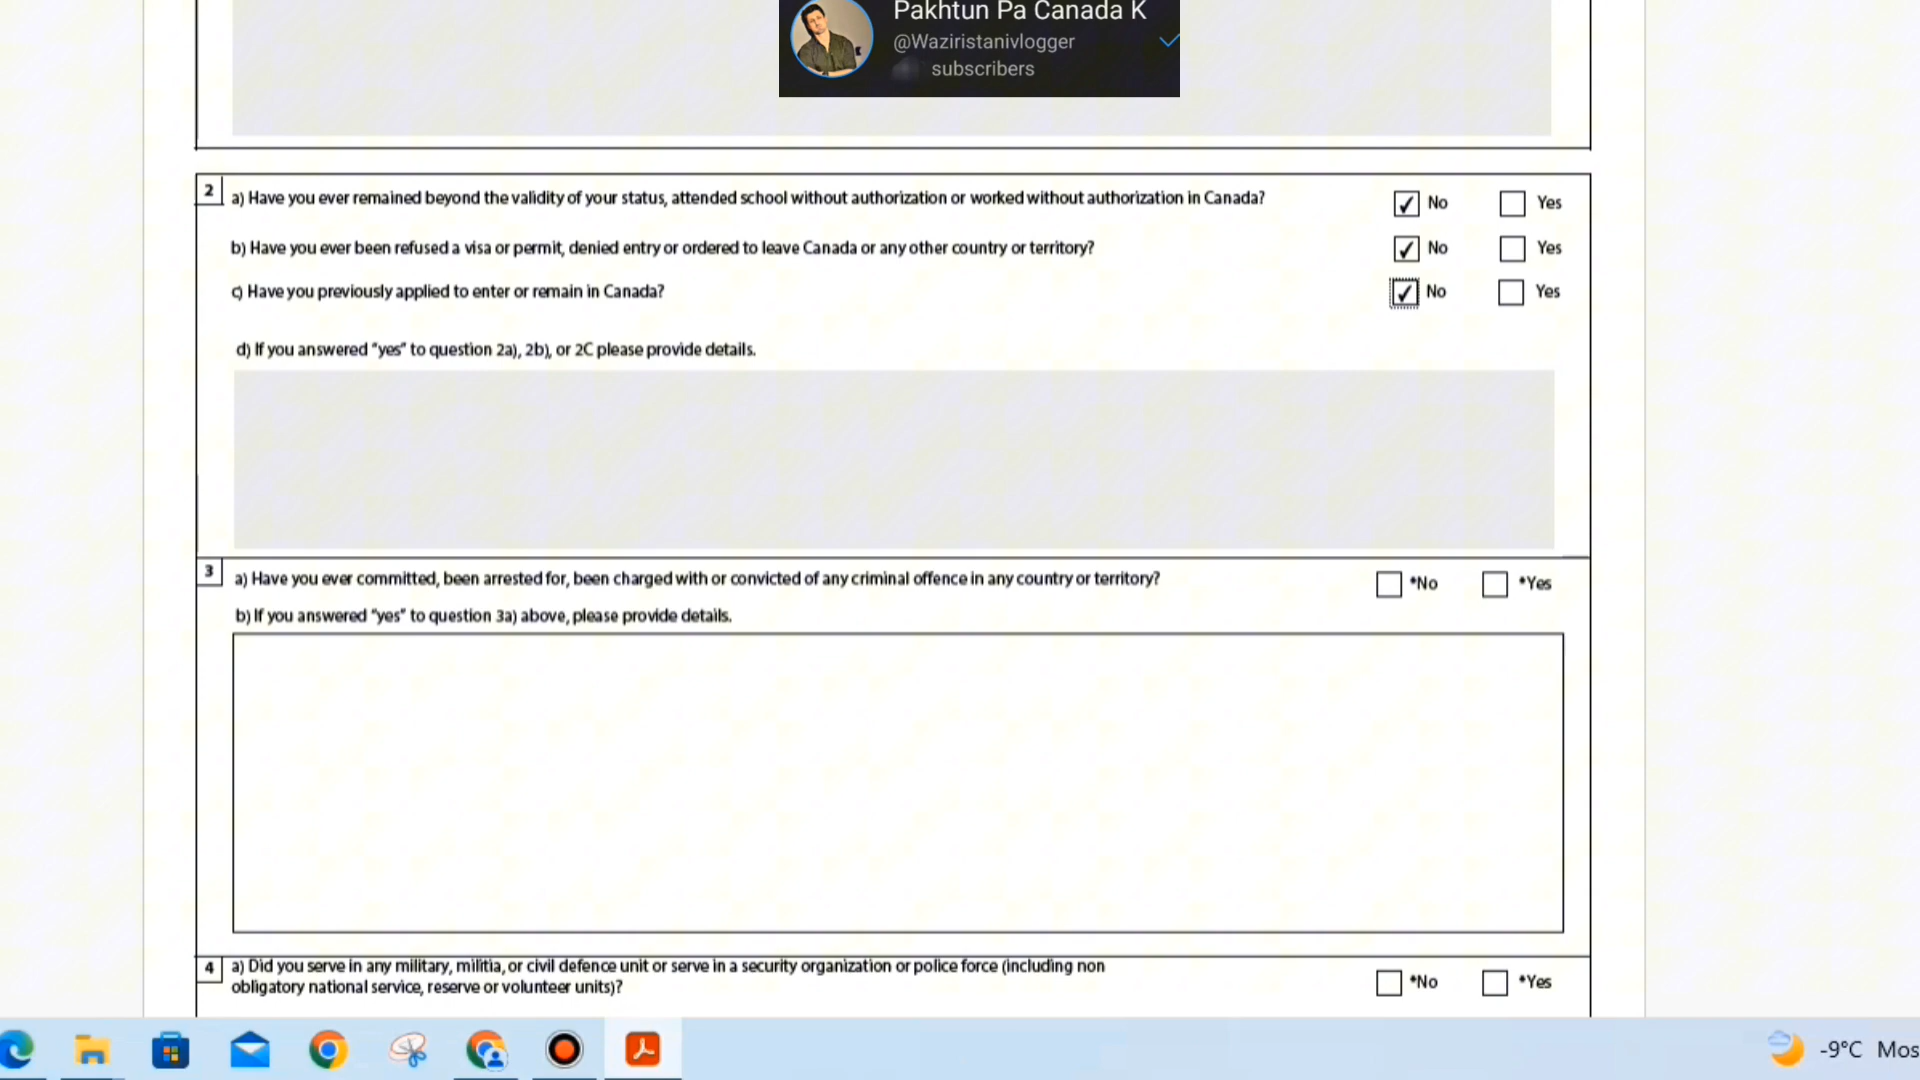 Pakhtun Pa Canada K
@Waziristanivlogger
subscribers
2
a) Have you ever remained beyond the validity of your status, attended school without authorization or worked without authorization in Canada?
No
Yes
b) Have you ever been refused a visa or permit, denied entry or ordered to leave Canada or any other country or territory?
No
Yes
c) Have you previously applied to enter or remain in Canada?
No
Yes
d) If you answered "yes" to question 2a), 2b), or 2C please provide details.
3
a) Have you ever committed, been arrested for, been charged with or convicted of any criminal offence in any country or territory?
*No
*Yes
b) If you answered "yes" to question 3a) above, please provide details.
4
a) Did you serve in any military, militia, or civil defence unit or serve in a security organization or police force (including non
obligatory national service, reserve or volunteer units)?
*No
*Yes
-9°C Mos